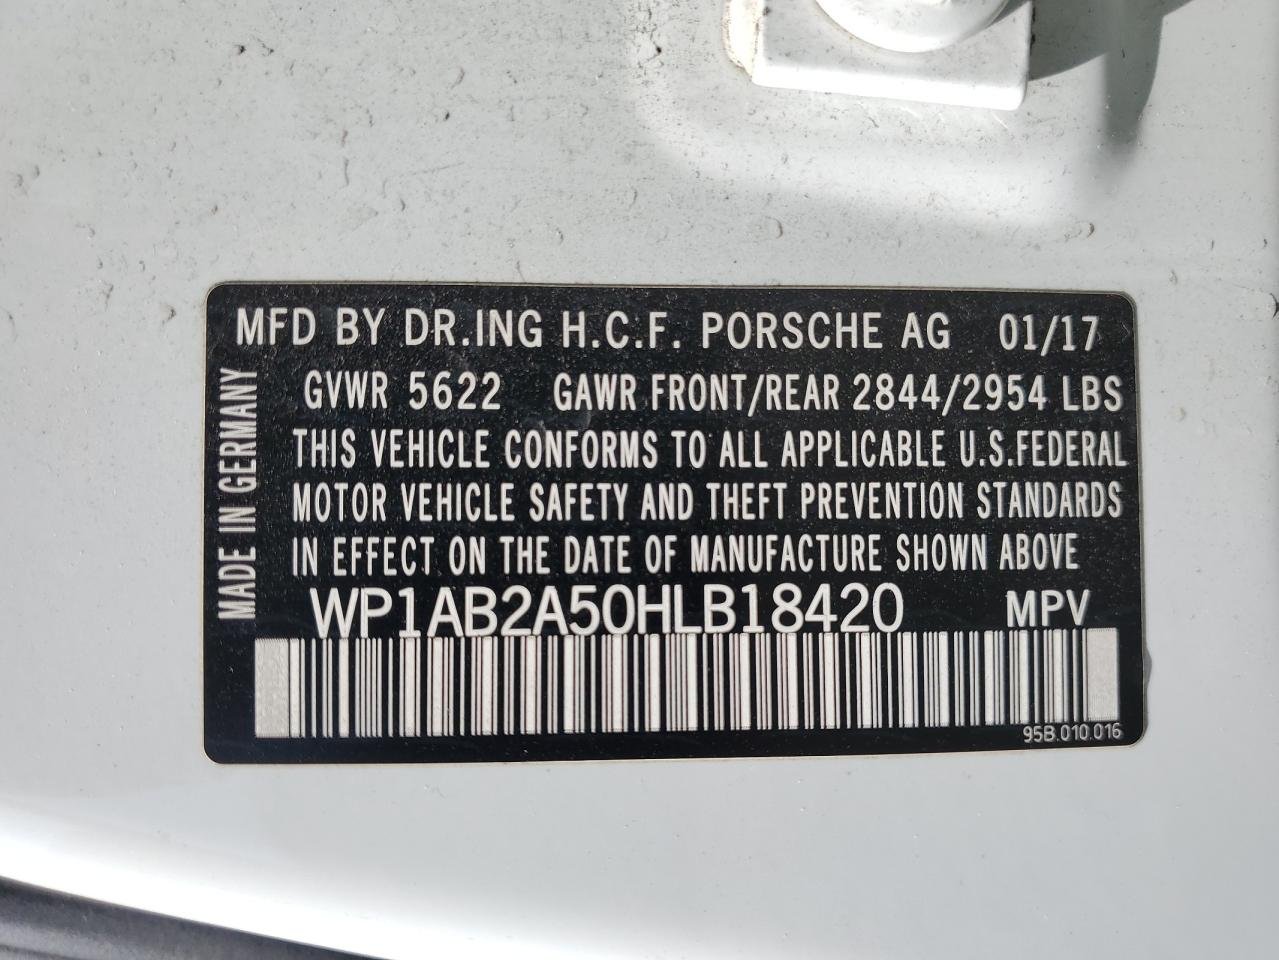 MFD BY DR.ING H.C.F. PORSCHE AG 01/17
GVWR 5622 GAWR FRONT/REAR 2844/2954 LBS
THIS VEHICLE CONFORMS TO ALL APPLICABLE U.S.FEDERAL
MOTOR VEHICLE SAFETY AND THEFT PREVENTION STANDARDS
IN EFFECT ON THE DATE OF MANUFACTURE SHOWN ABOVE
WP1AB2A50HLB18420 MPV
95B.010.016
MADE IN GERMANY